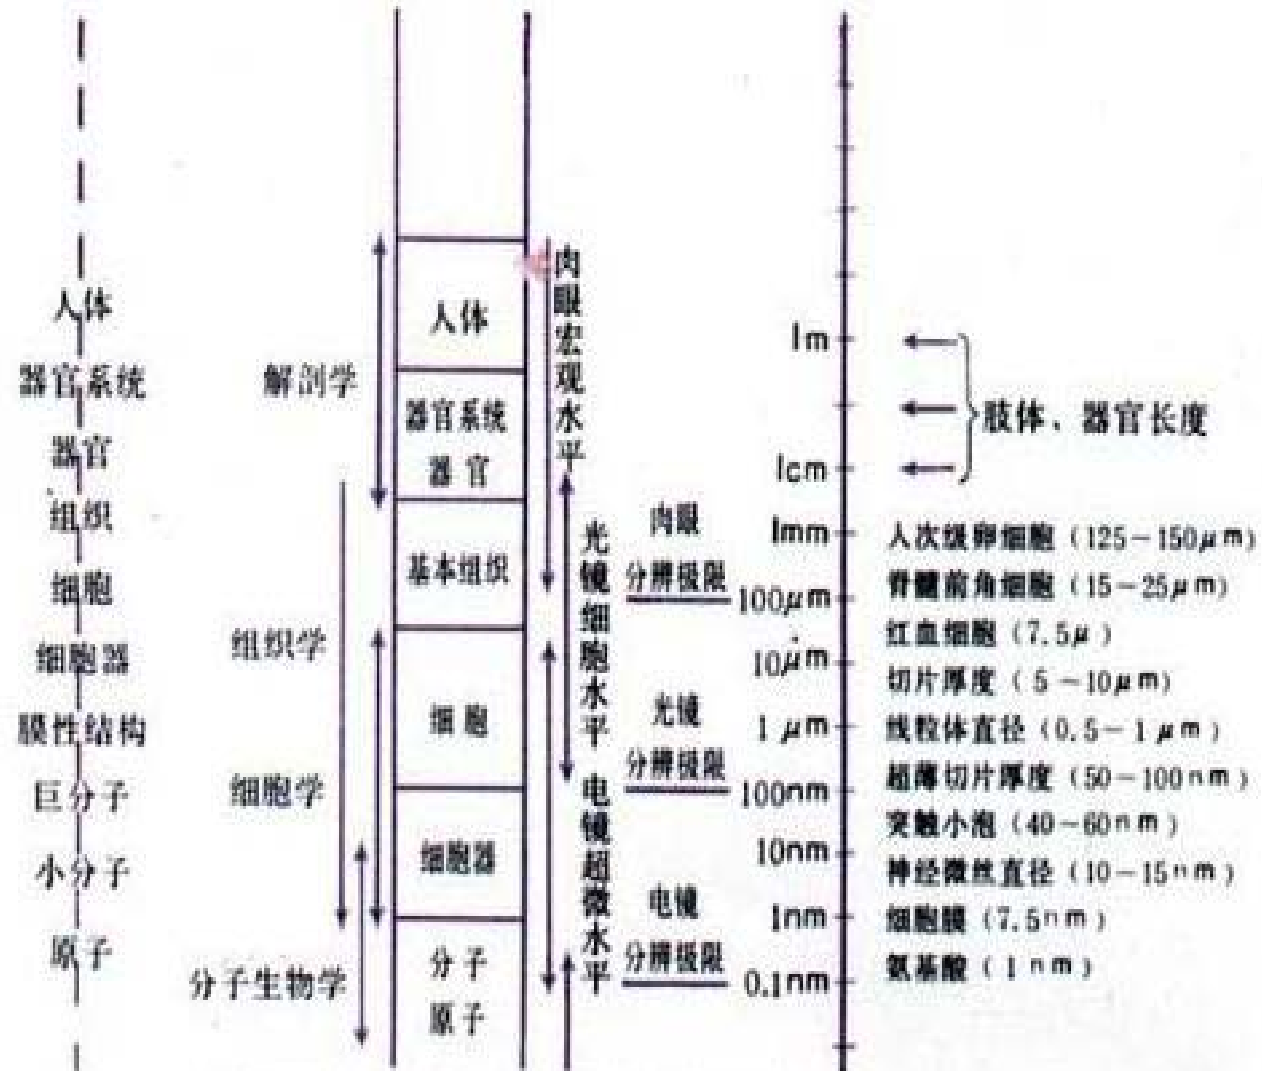 人体
器官系统
器官
组织
细胞
细胞器
膜性结构
巨分子
小分子
原子
解剖学
组织学
细胞学
分子生物学
人体
器官系统
器官
基本组织
细胞
细胞器
分子
原子
肉眼宏观水平
光镜细胞水平
电镜超微水平
肉眼
分辨极限
光镜
分辨极限
电镜
分辨极限
1m
1cm
1mm
100μm
10μm
1μm
100nm
10nm
1nm
0.1nm
肢体、器官长度
人次级卵细胞（125-150μm）
脊髓前角细胞（15-25μm）
红血细胞（7.5μ）
切片厚度（5-10μm）
线粒体直径（0.5-1μm）
超薄切片厚度（50-100nm）
突触小泡（40-60nm）
神经微丝直径（10-15nm）
细胞膜（7.5nm）
氨基酸（1nm）